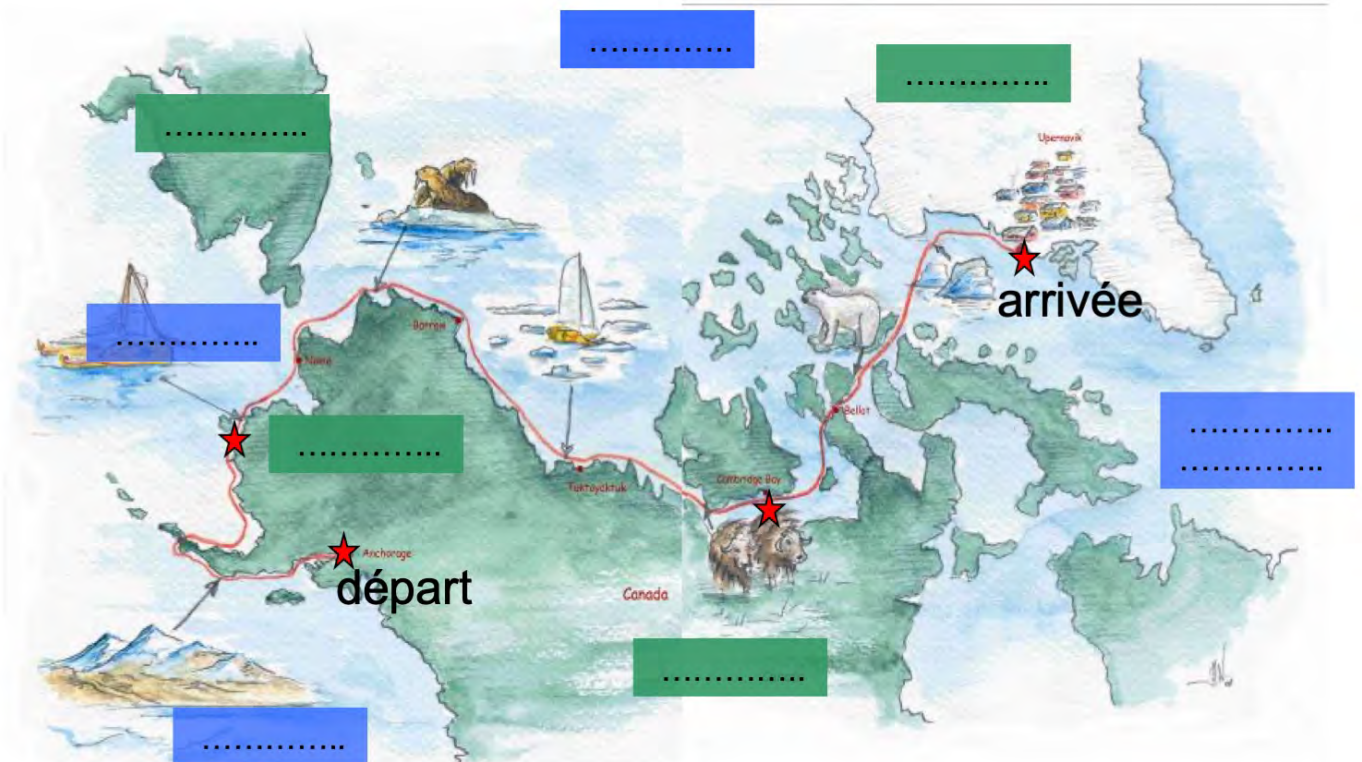 …………..
…………..
…………..
Upernavik
arrivée
…………..
Barrow
Nome
…………..
…………..
Bellot
…………..
Tuktoyaktuk
Cambridge Bay
Anchorage
départ
Canada
…………..
…………..